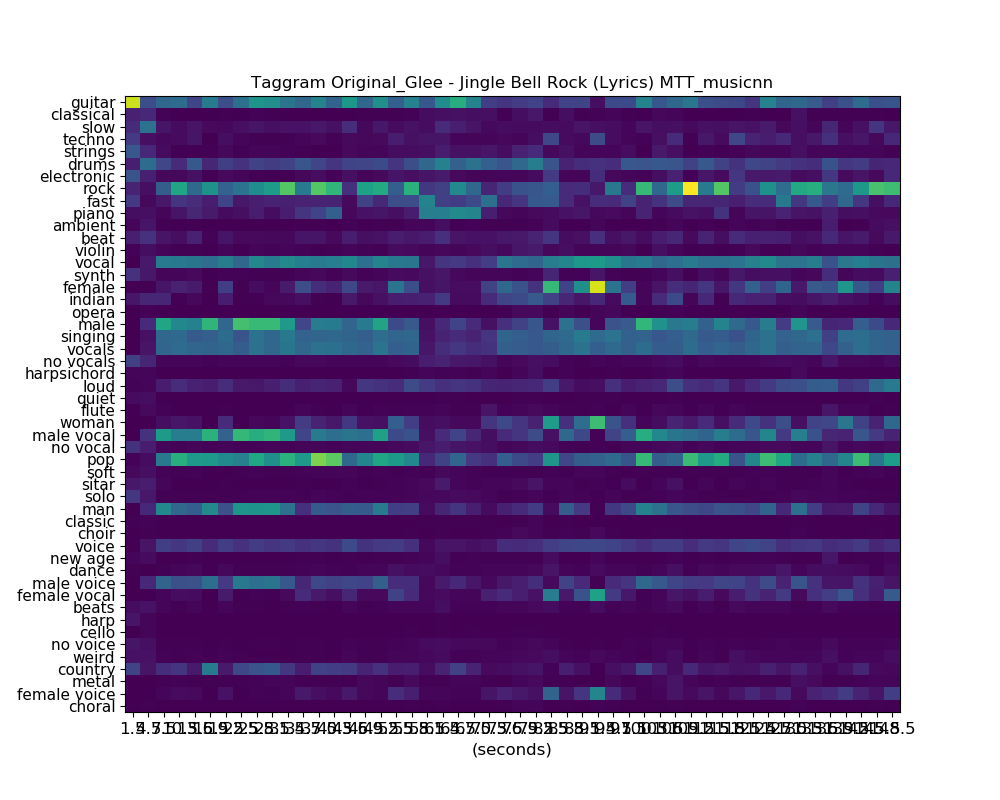 Taggram Original_Glee - Jingle Bell Rock (Lyrics) MTT_musicnn
guitar
classical
slow
techno
strings
drums
electronic
rock
fast
piano
ambient
beat
violin
vocal
synth
female
indian
opera
male
singing
vocals
no vocals
harpsichord
loud
quiet
flute
woman
male vocal
no vocal
pop
soft
sitar
solo
man
classic
choir
voice
new age
dance
male voice
female vocal
beats
harp
cello
no voice
weird
country
metal
female voice
choral
(seconds)